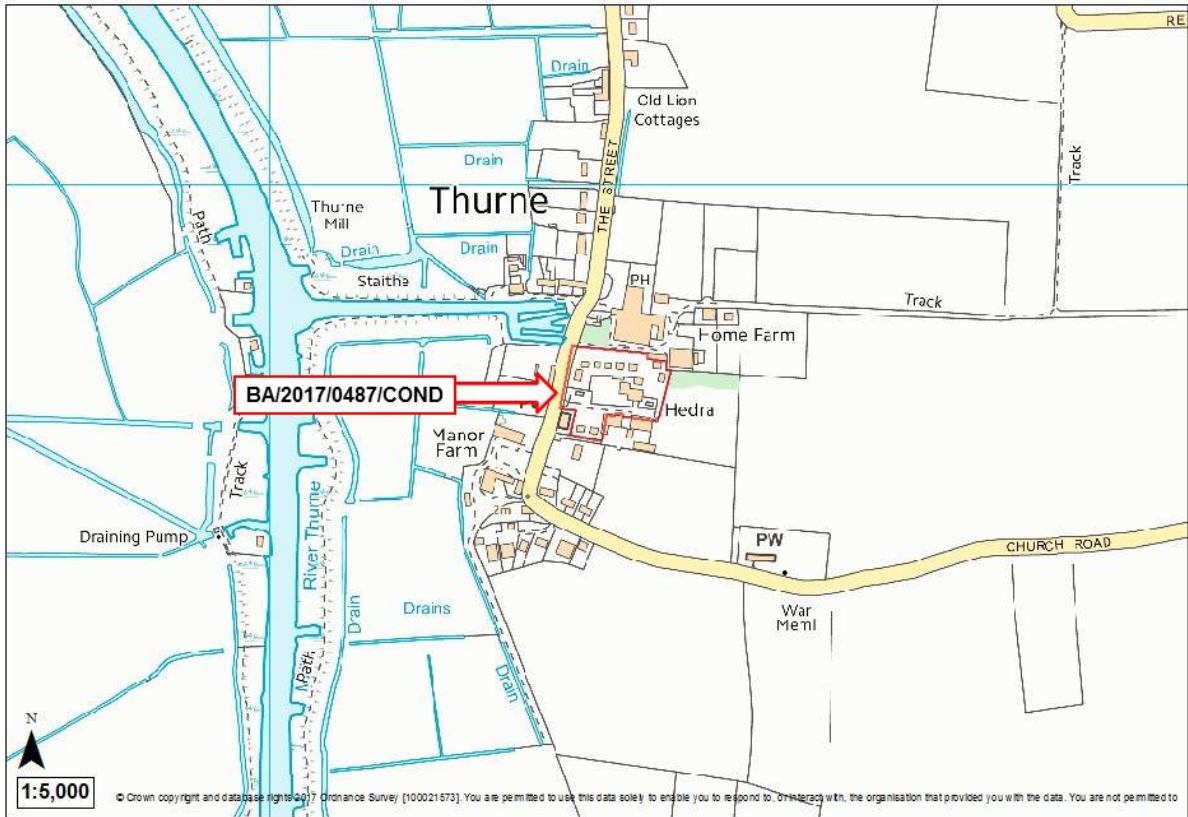 RE
Drain
Old Lion
Cottages
THE STREET
Drain
Track
Thurne
Thurne
Mill
Path
Drain
Drain
Staithe
PH
Track
Home Farm
BA/2017/0487/COND
Hedra
Manor
Farm
Track
2m
Draining Pump
River Thurne
PW
CHURCH ROAD
Drain
Drains
War
Meml
Path
Drain
N
1:5,000
© Crown copyright and database rights 2017 Ordnance Survey [100021573]. You are permitted to use this data solely to enable you to respond to, or interact with, the organisation that provided you with the data. You are not permitted to